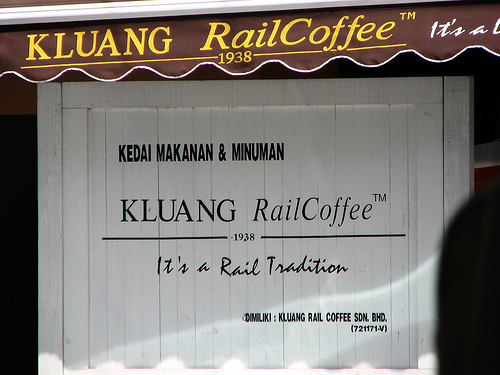 KLUANG RailCoffee™ It's a
1938
KEDAI MAKANAN & MINUMAN
KLUANG RailCoffee™
1938
It's a Rail Tradition
DIMILIKI : KLUANG RAIL COFFEE SDN. BHD.
(721171-V)